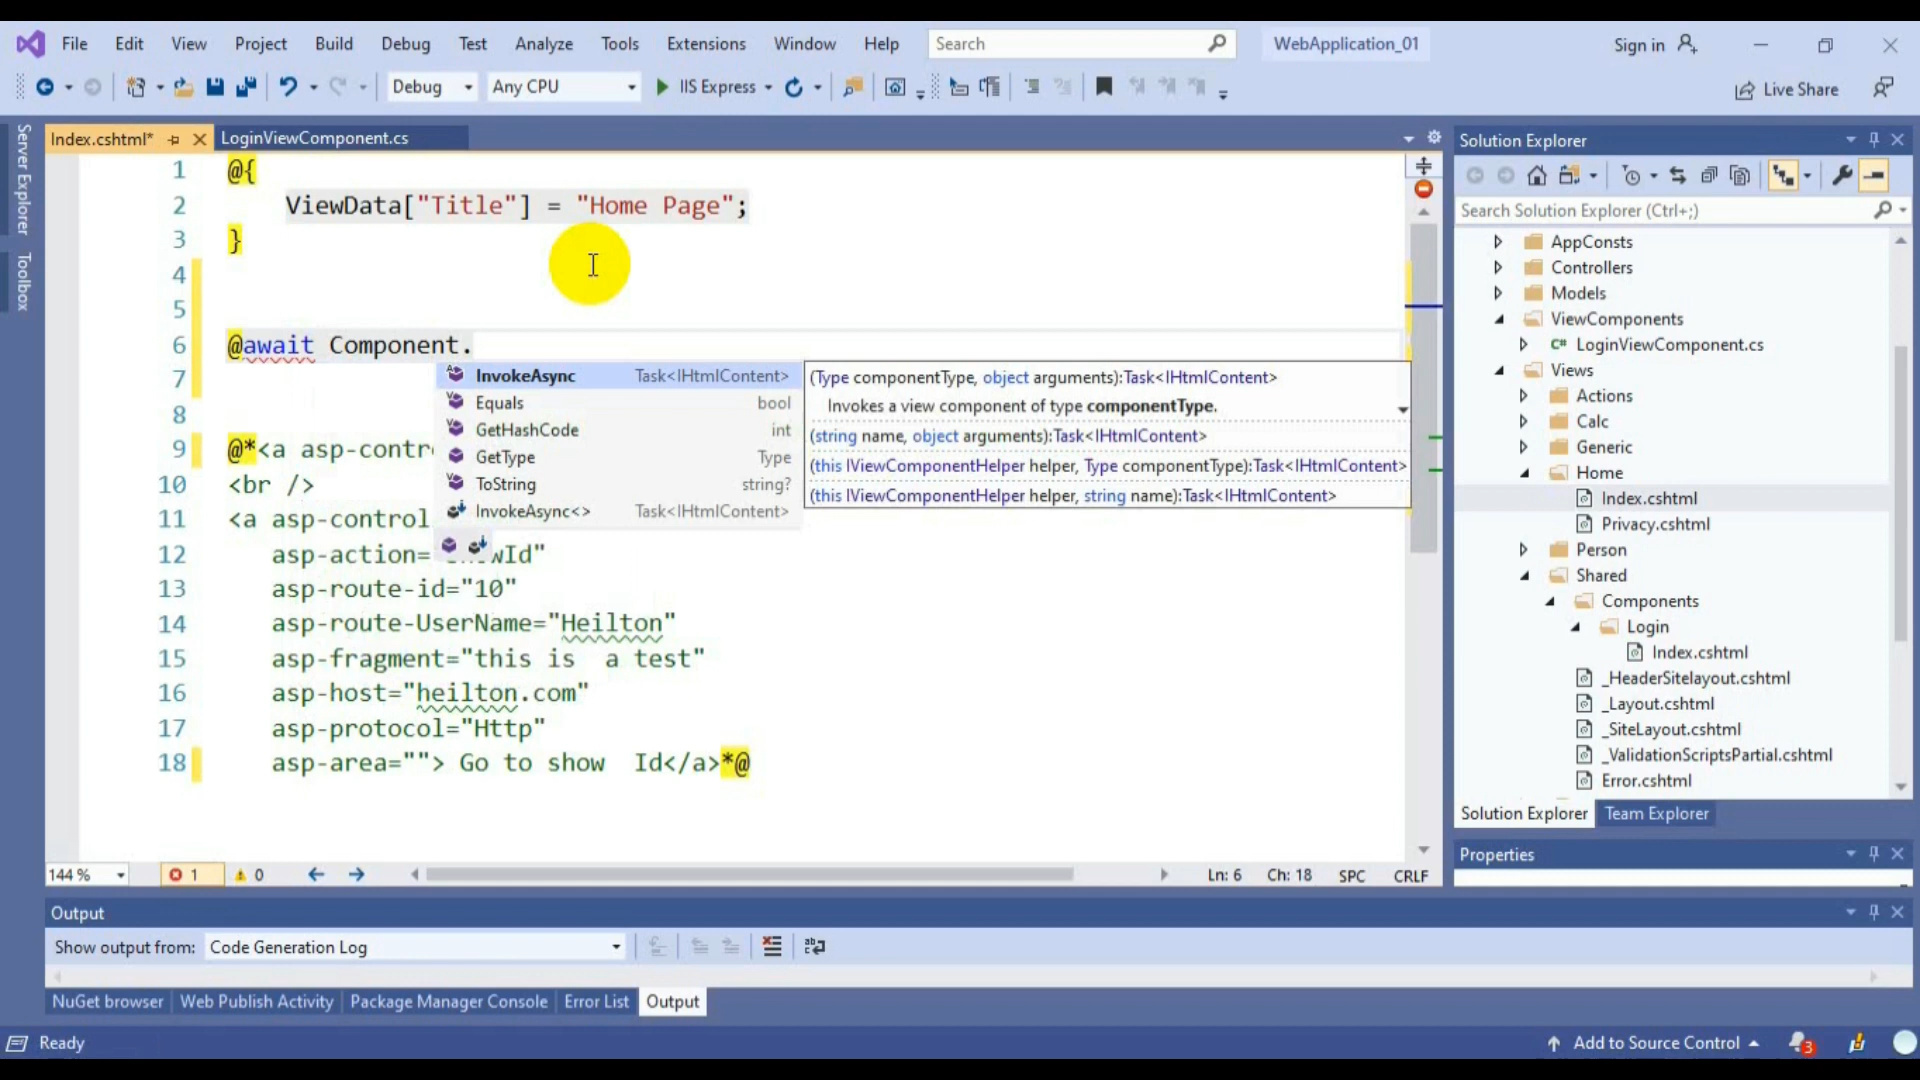 File Edit View Project Build Debug Test Analyze Tools Extensions Window Help Search WebApplication_01 Sign in
Debug Any CPU IIS Express Live Share
Server Explorer
Toolbox
Index.cshtml* LoginViewComponent.cs
1 @{
2 ViewData["Title"] = "Home Page";
3 }
4
5
6 @await Component.
7
8
9 @*<a asp-contr
10 <br />
11 <a asp-control
12 asp-action= Id"
13 asp-route-id="10"
14 asp-route-UserName="Heilton"
15 asp-fragment="this is  a test"
16 asp-host="heilton.com"
17 asp-protocol="Http"
18 asp-area=""> Go to show  Id</a>*@
InvokeAsync Task<IHtmlContent>
Equals bool
GetHashCode int
GetType Type
ToString string?
InvokeAsync<> Task<IHtmlContent>
(Type componentType, object arguments):Task<IHtmlContent>
Invokes a view component of type componentType.
(string name, object arguments):Task<IHtmlContent>
(this IViewComponentHelper helper, Type componentType):Task<IHtmlContent>
(this IViewComponentHelper helper, string name):Task<IHtmlContent>
144 % 1 0 Ln: 6 Ch: 18 SPC CRLF
Solution Explorer
Search Solution Explorer (Ctrl+;)
AppConsts
Controllers
Models
ViewComponents
C# LoginViewComponent.cs
Views
Actions
Calc
Generic
Home
Index.cshtml
Privacy.cshtml
Person
Shared
Components
Login
Index.cshtml
_HeaderSitelayout.cshtml
_Layout.cshtml
_SiteLayout.cshtml
_ValidationScriptsPartial.cshtml
Error.cshtml
Solution Explorer Team Explorer
Properties
Output
Show output from: Code Generation Log
NuGet browser Web Publish Activity Package Manager Console Error List Output
Ready Add to Source Control 3